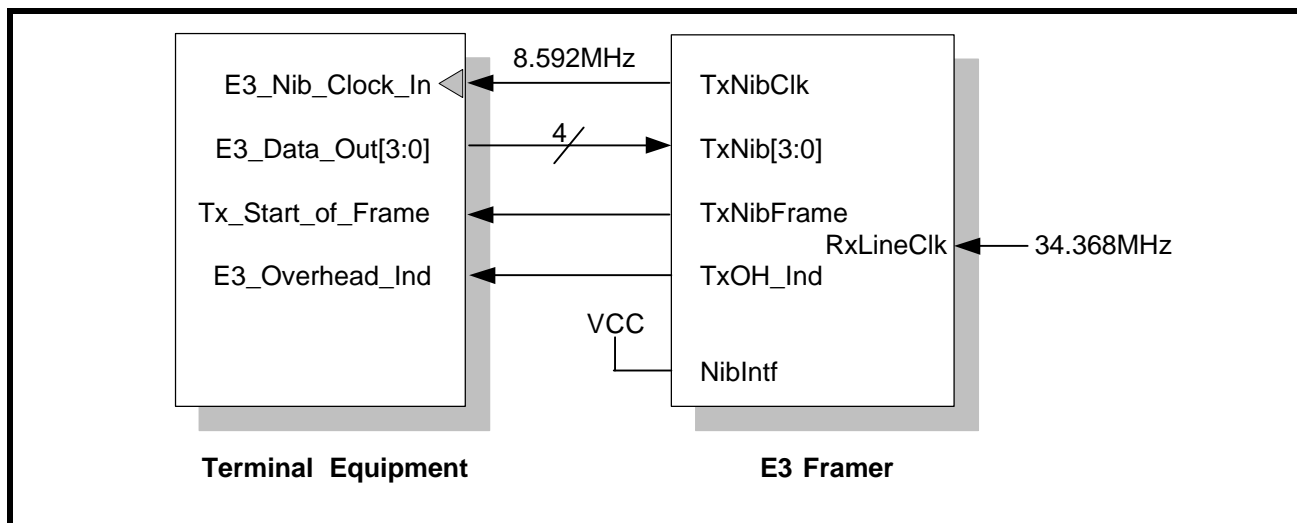 8.592MHz
E3_Nib_Clock_In
TxNibClk
4
E3_Data_Out[3:0]
TxNib[3:0]
Tx_Start_of_Frame
TxNibFrame
RxLineClk
34.368MHz
E3_Overhead_Ind
TxOH_Ind
VCC
NibIntf
Terminal Equipment
E3 Framer